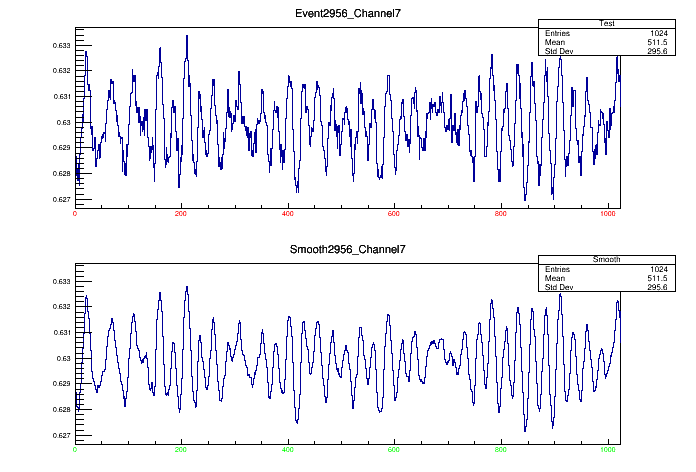 Event2956_Channel7
Test
Entries 1024
Mean 511.5
Std Dev 295.6
0.633
0.632
0.631
0.63
0.629
0.628
0.627
0 200 400 600 800 1000
Smooth2956_Channel7
Smooth
Entries 1024
Mean 511.5
Std Dev 295.6
0.633
0.632
0.631
0.63
0.629
0.628
0.627
0 200 400 600 800 1000